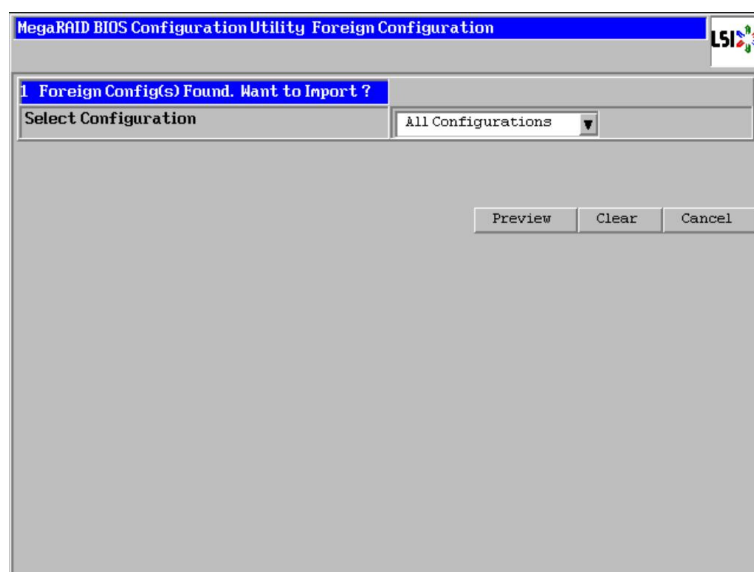 MegaRAID BIOS Configuration Utility Foreign Configuration
LSI
1 Foreign Config(s) Found. Want to Import ?
Select Configuration
All Configurations
Preview Clear Cancel